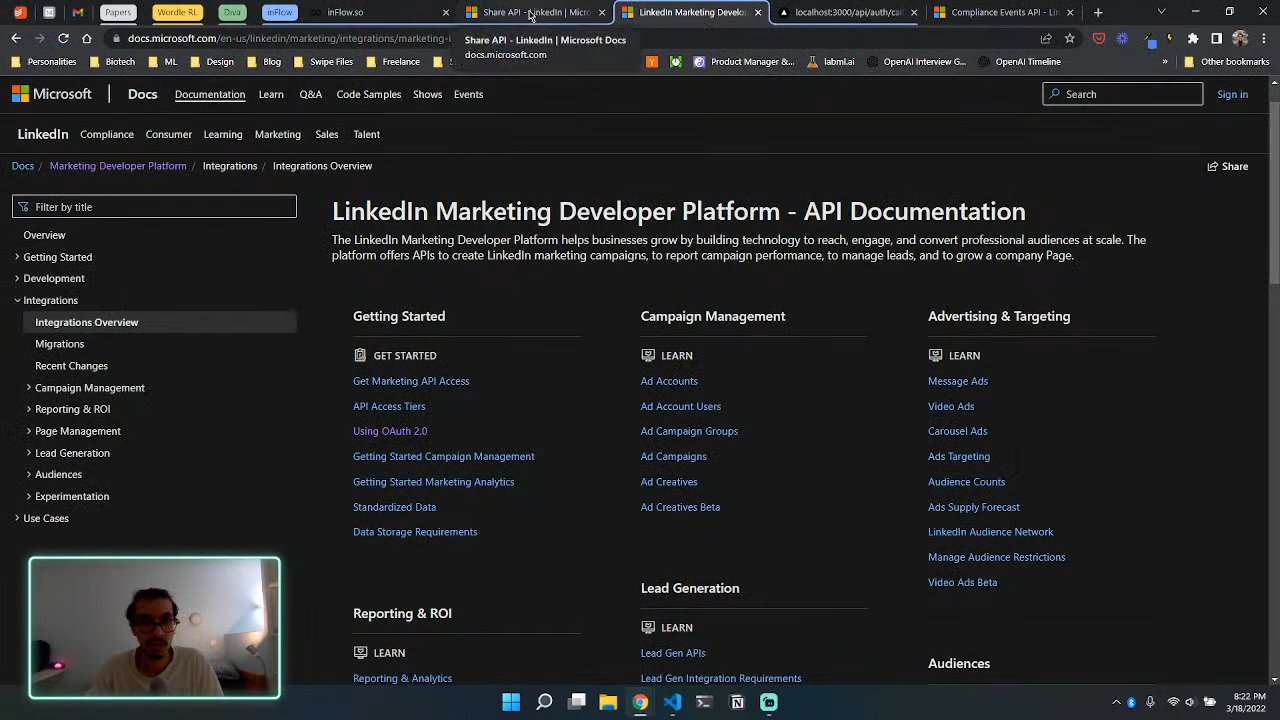 Papers
Wordle RL
Diva
inFlow
inFlow.so
Share API - LinkedIn | Micro
LinkedIn Marketing Develop
localhost:3000/api/auth/call
Compliance Events API - Lin
docs.microsoft.com/en-us/linkedin/marketing/integrations/marketing-i
Share API - LinkedIn | Microsoft Docs
docs.microsoft.com
Personalities
Biotech
ML
Design
Blog
Swipe Files
Freelance
Product Manager &...
labmLai
OpenAI Interview G...
OpenAI Timeline
»
Other bookmarks
Microsoft
Docs
Documentation
Learn
Q&A
Code Samples
Shows
Events
Search
Sign in
LinkedIn
Compliance
Consumer
Learning
Marketing
Sales
Talent
Docs / Marketing Developer Platform / Integrations / Integrations Overview
Share
Filter by title
Overview
Getting Started
Development
Integrations
Integrations Overview
Migrations
Recent Changes
Campaign Management
Reporting & ROI
Page Management
Lead Generation
Audiences
Experimentation
Use Cases
LinkedIn Marketing Developer Platform - API Documentation
The LinkedIn Marketing Developer Platform helps businesses grow by building technology to reach, engage, and convert professional audiences at scale. The
platform offers APIs to create LinkedIn marketing campaigns, to report campaign performance, to manage leads, and to grow a company Page.
Getting Started
GET STARTED
Get Marketing API Access
API Access Tiers
Using OAuth 2.0
Getting Started Campaign Management
Getting Started Marketing Analytics
Standardized Data
Data Storage Requirements
Reporting & ROI
LEARN
Reporting & Analytics
Campaign Management
LEARN
Ad Accounts
Ad Account Users
Ad Campaign Groups
Ad Campaigns
Ad Creatives
Ad Creatives Beta
Lead Generation
LEARN
Lead Gen APIs
Lead Gen Integration Requirements
Advertising & Targeting
LEARN
Message Ads
Video Ads
Carousel Ads
Ads Targeting
Audience Counts
Ads Supply Forecast
LinkedIn Audience Network
Manage Audience Restrictions
Video Ads Beta
Audiences
8:22 PM
3/18/2022